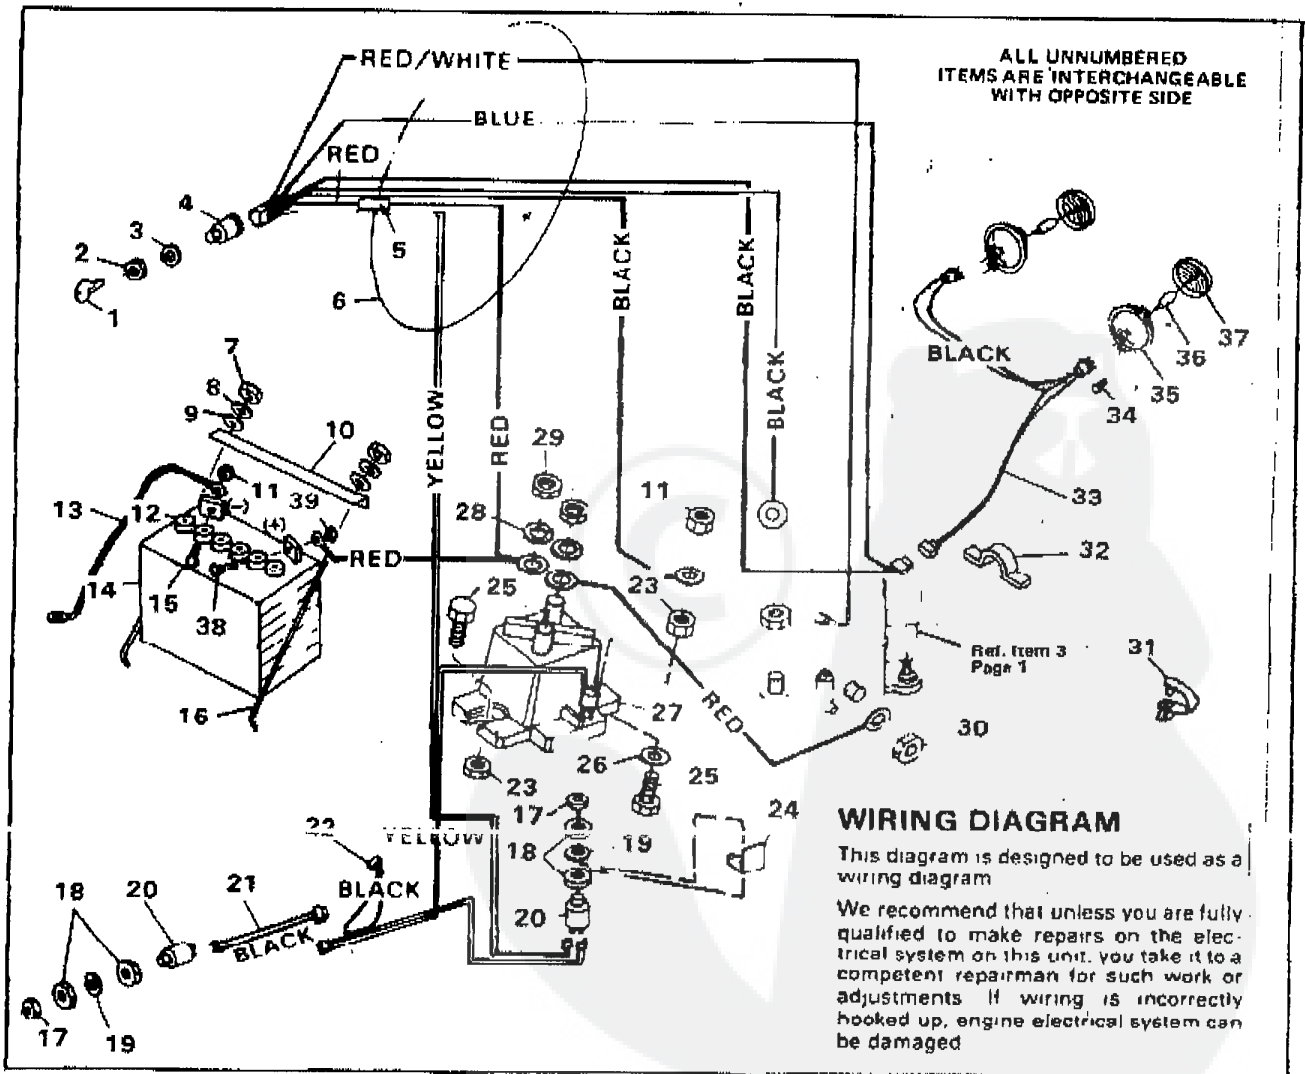 RED/WHITE
ALL UNNUMBERED
ITEMS ARE INTERCHANGEABLE
WITH OPPOSITE SIDE
BLUE
RED
4
3
2
1
5
6
BLACK
BLACK
BLACK
YELLOW
RED
37
36
35
34
BLACK
33
32
7
8
9
10
11
39
(-)
(+)
12
13
14
15
38
16
RED
29
28
25
11
23
Ref. Item 3
Page 1
31
30
27
RED
26
25
23
17
18
19
24
20
22
YELLOW
BLACK
18
20
21
BLACK
17
19
WIRING DIAGRAM
This diagram is designed to be used as a
wiring diagram
We recommend that unless you are fully
qualified to make repairs on the elec-
trical system on this unit, you take it to a
competent repairman for such work or
adjustments If wiring is incorrectly
hooked up, engine electrical system can
be damaged